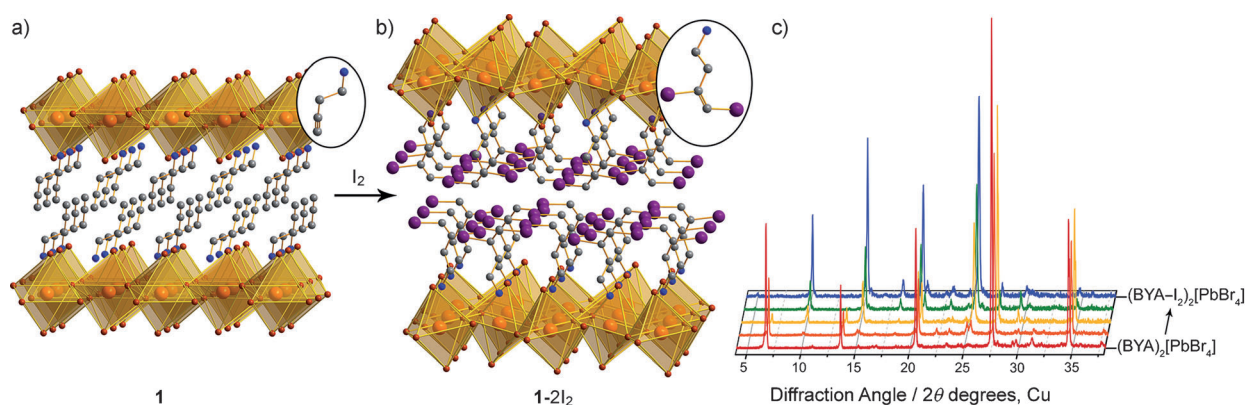 a)
b)
c)
I₂
1
1-2I₂
(BYA–I₂)₂[PbBr₄]
(BYA)₂[PbBr₄]
5 10 15 20 25 30 35
Diffraction Angle / 2θ degrees, Cu